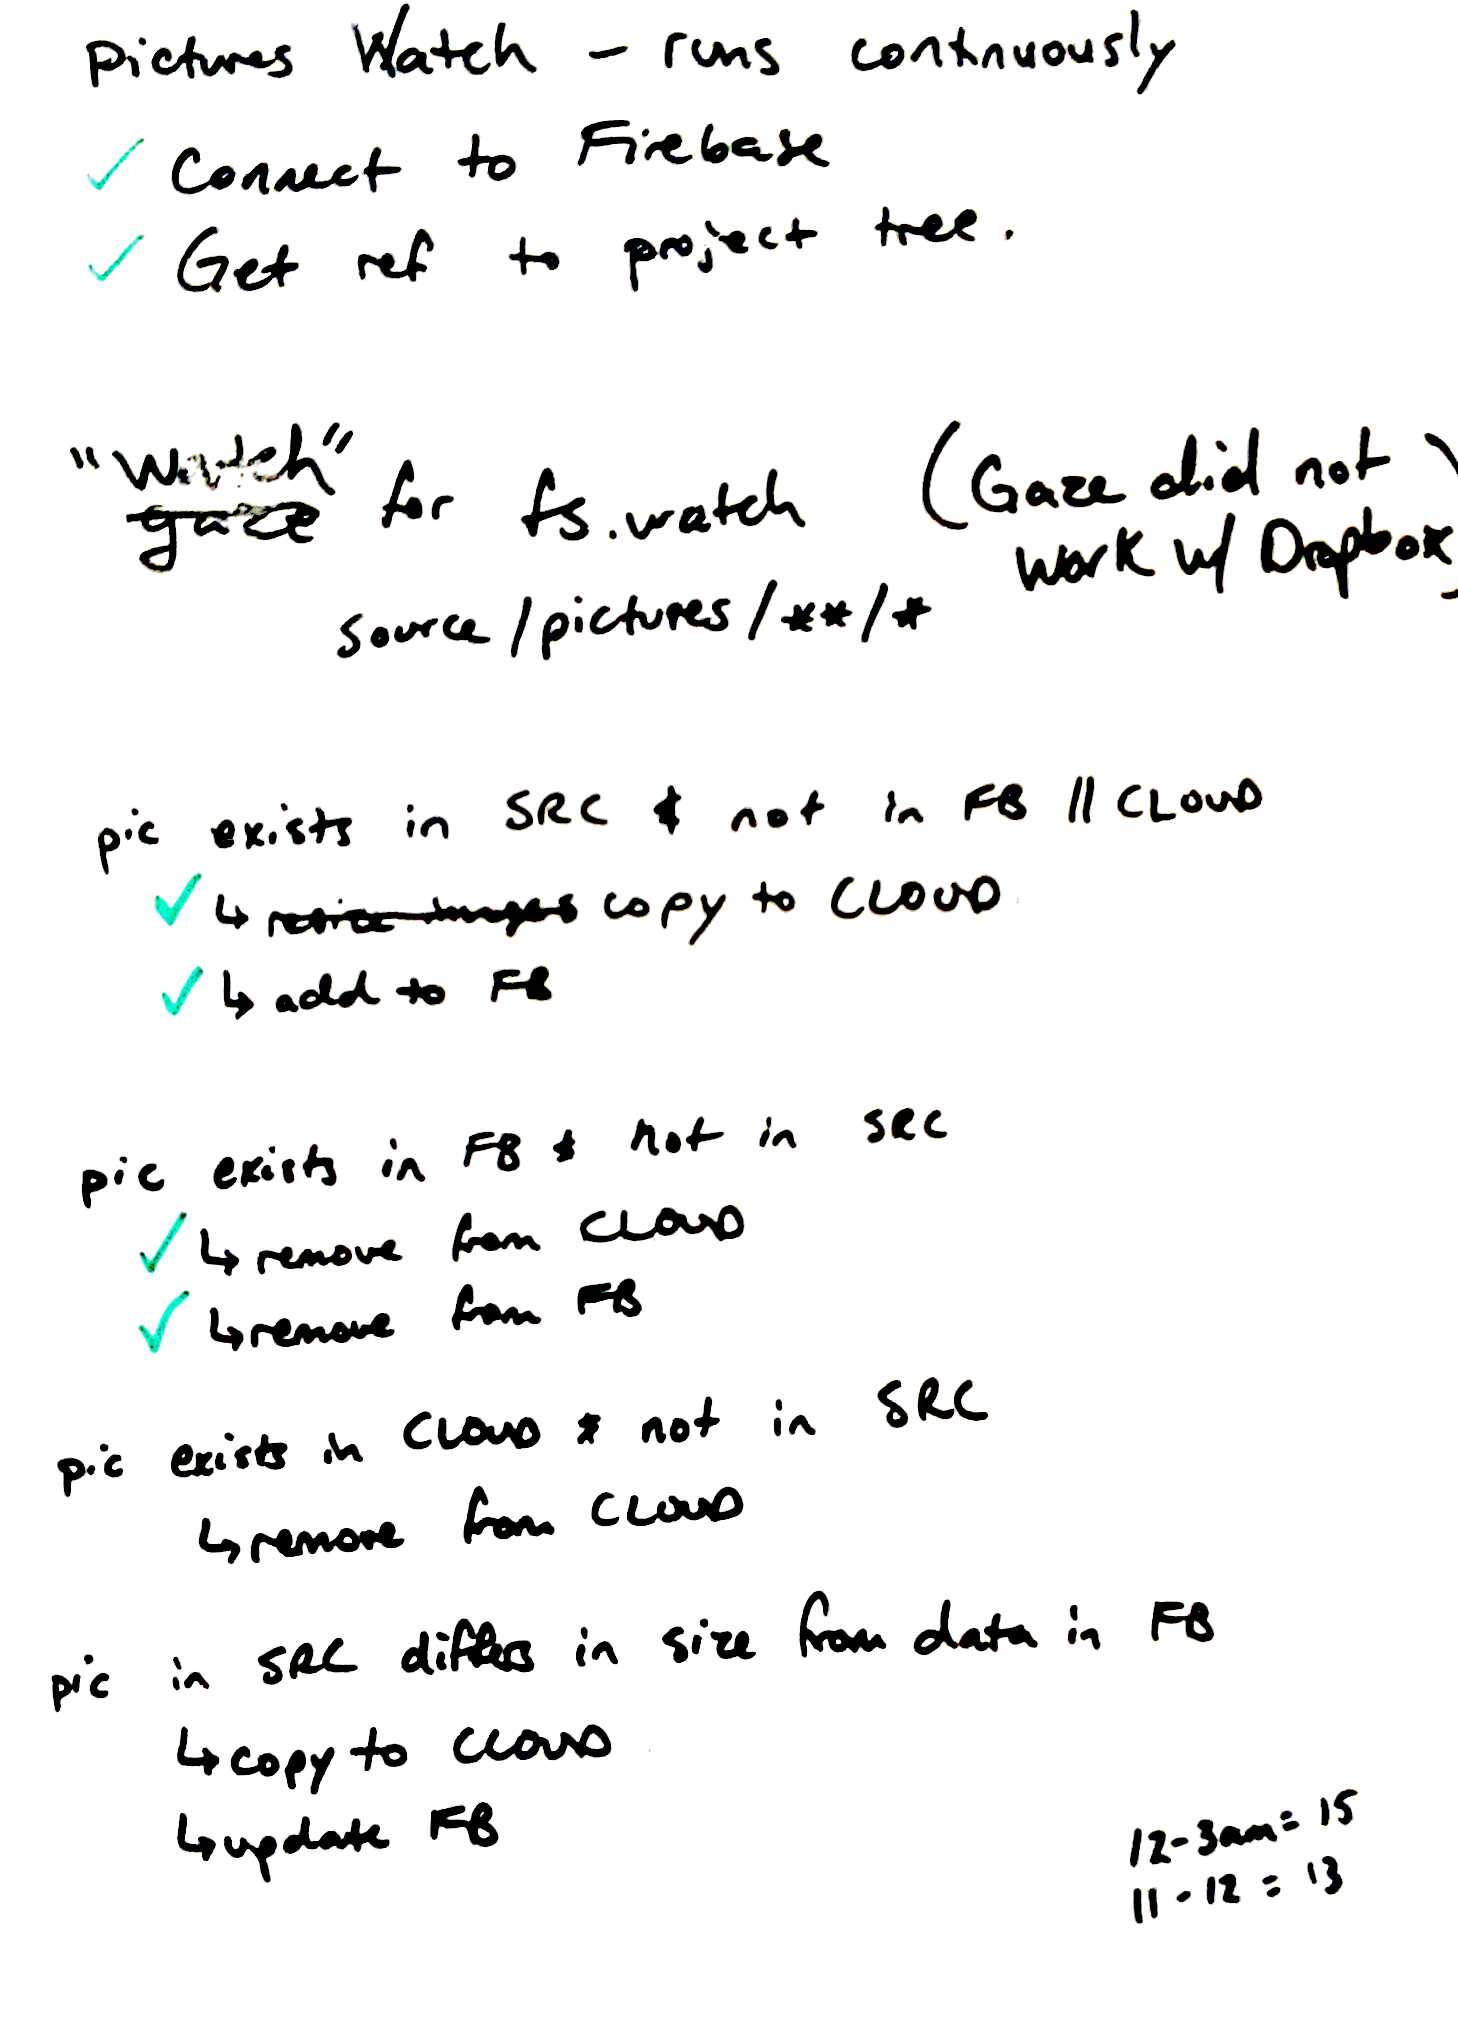 pictures Watch – runs continuously
✓ Connect to Firebase
✓ Get ref to project tree.
"Watch"
gaze for fs.watch (Gaze did not
work w/ Dropbox)
source/pictures/**/*
pic exists in SRC & not in FB || CLOUD
✓ ↳ resize images copy to CLOUD
✓ ↳ add to FB
pic exists in FB & not in SRC
✓ ↳ remove from CLOUD
✓ ↳ remove from FB
pic exists in CLOUD & not in SRC
↳ remove from CLOUD
pic in SRC differs in size from data in FB
↳ copy to CLOUD
↳ update FB
12-3am = 15
11-12 = 13